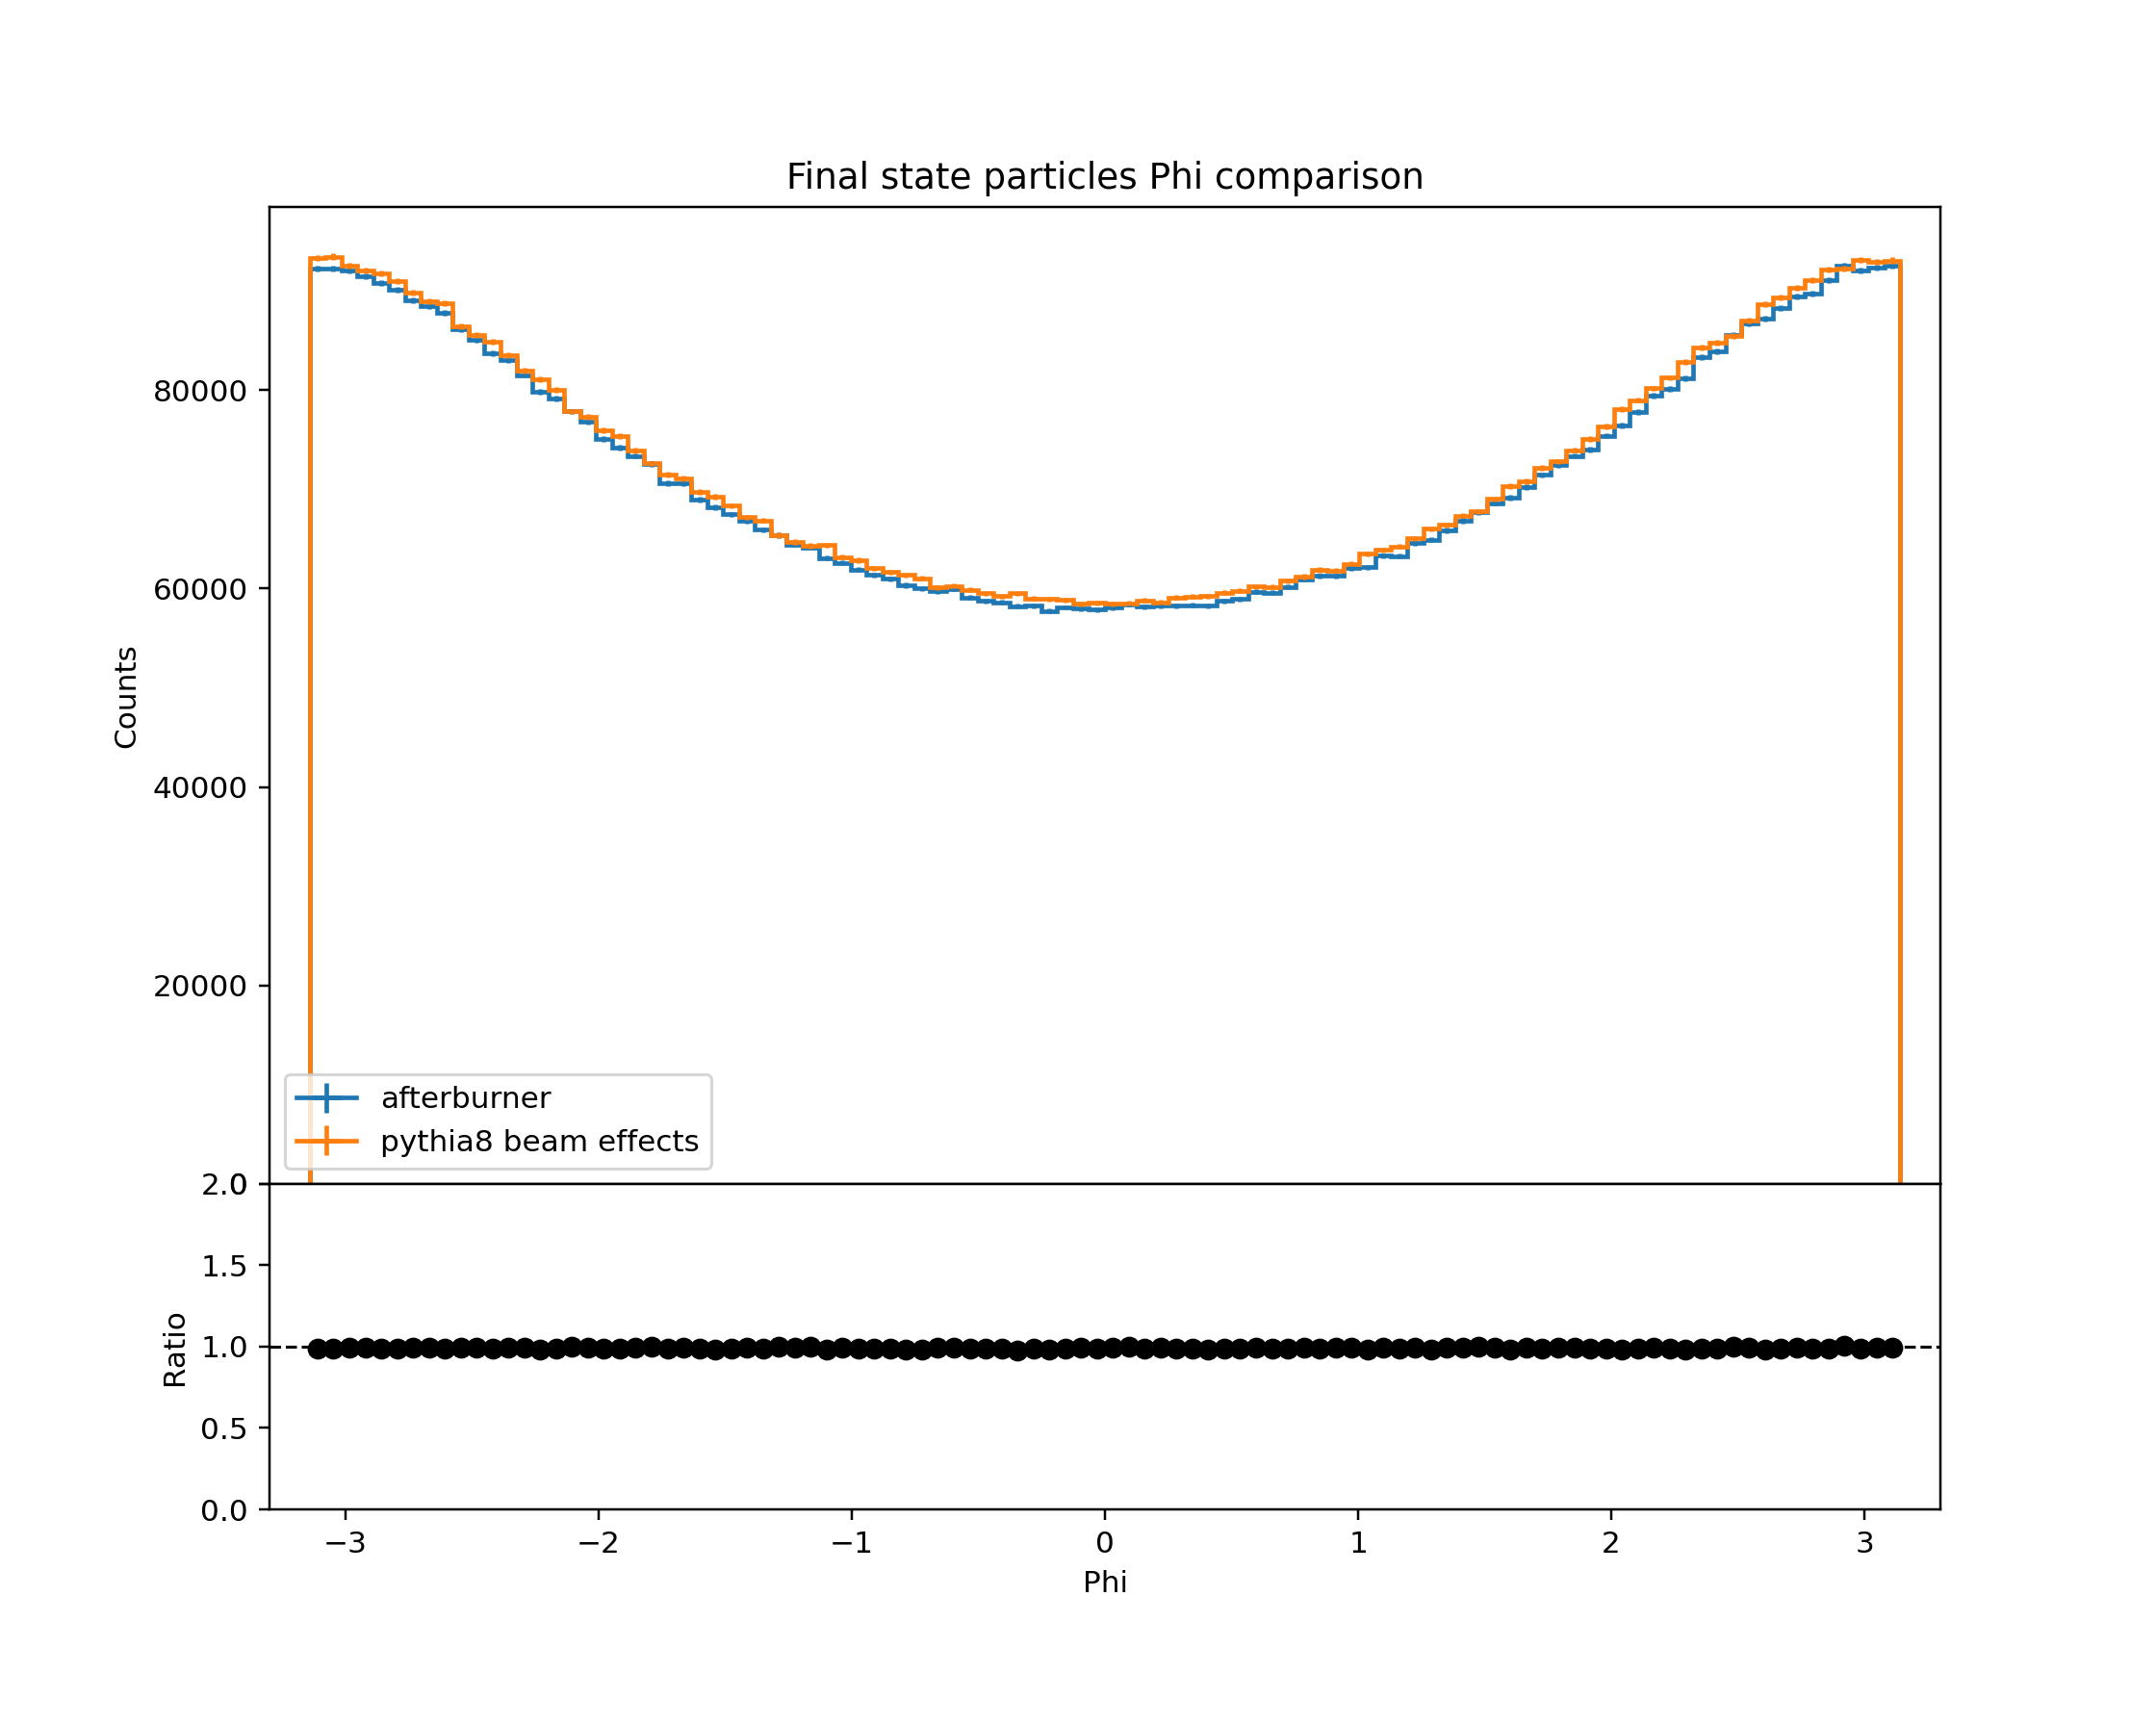 Final state particles Phi comparison
Counts
80000
60000
40000
20000
afterburner
pythia8 beam effects
2.0
1.5
1.0
0.5
0.0
Ratio
−3 −2 −1 0 1 2 3
Phi